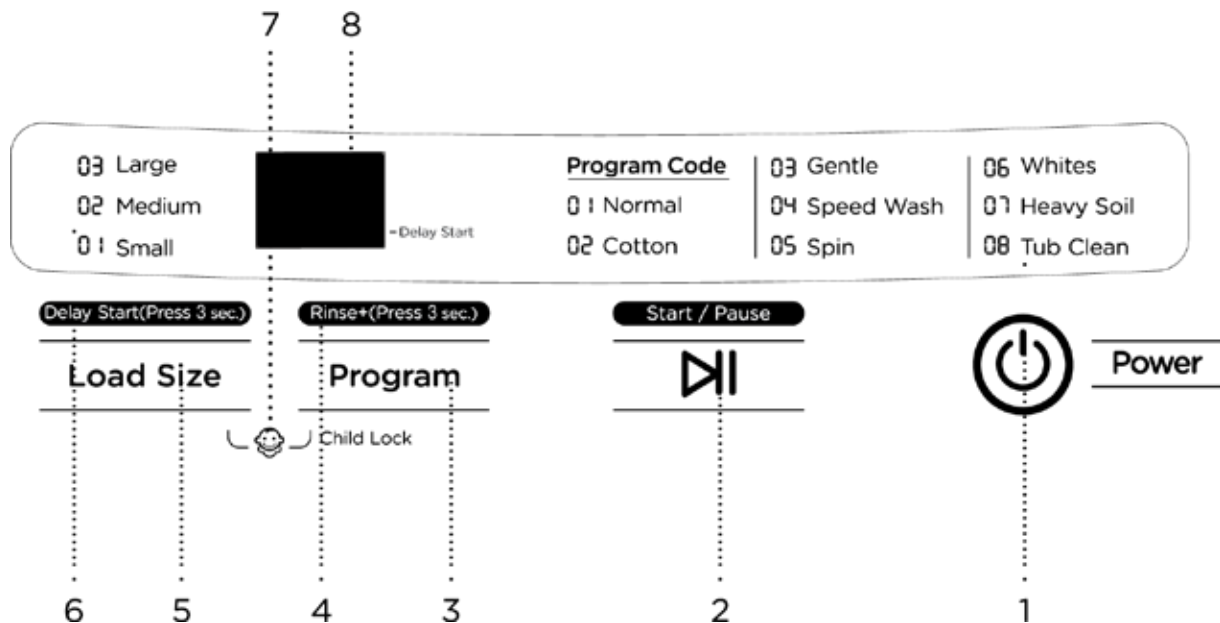 7 8
03 Large
02 Medium
01 Small
-Delay Start
Program Code
01 Normal
02 Cotton
03 Gentle
04 Speed Wash
05 Spin
06 Whites
07 Heavy Soil
08 Tub Clean
Delay Start(Press 3 sec.)
Load Size
Rinse+(Press 3 sec.)
Program
Child Lock
Start / Pause
Power
6 5 4 3 2 1